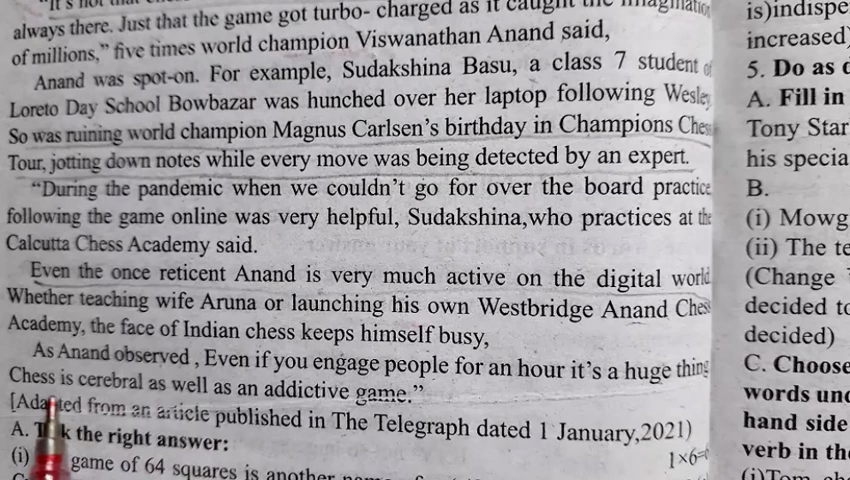 "It's not that
always there. Just that the game got turbo- charged as it caught the imagination
of millions," five times world champion Viswanathan Anand said,
Anand was spot-on. For example, Sudakshina Basu, a class 7 student of
Loreto Day School Bowbazar was hunched over her laptop following Wesley
So was ruining world champion Magnus Carlsen's birthday in Champions Chess
Tour, jotting down notes while every move was being detected by an expert.
"During the pandemic when we couldn't go for over the board practice
following the game online was very helpful, Sudakshina,who practices at the
Calcutta Chess Academy said.
Even the once reticent Anand is very much active on the digital world
Whether teaching wife Aruna or launching his own Westbridge Anand Chess
Academy, the face of Indian chess keeps himself busy,
As Anand observed , Even if you engage people for an hour it's a huge thing
Chess is cerebral as well as an addictive game."
[Adapted from an article published in The Telegraph dated 1 January,2021)
A. the right answer:
1×6=
(i) game of 64 squares is another
is)indispe
increased)
5. Do as
A. Fill in
Tony Star
his specia
B.
(i) Mowg
(ii) The te
(Change
decided to
decided)
C. Choose
words und
hand side
verb in the
(i)Tom